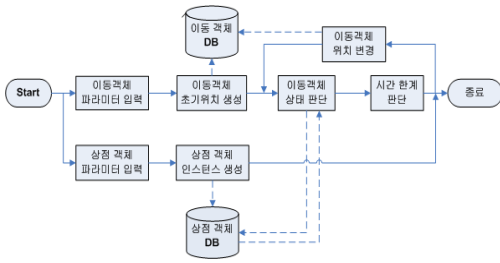 이동 객체
DB
이동객체
위치 변경
Start
이동객체
파라미터 입력
이동객체
초기위치 생성
이동객체
상태 판단
시간 한계
판단
종료
상점 객체
파라미터 입력
상점 객체
인스턴스 생성
상점 객체
DB